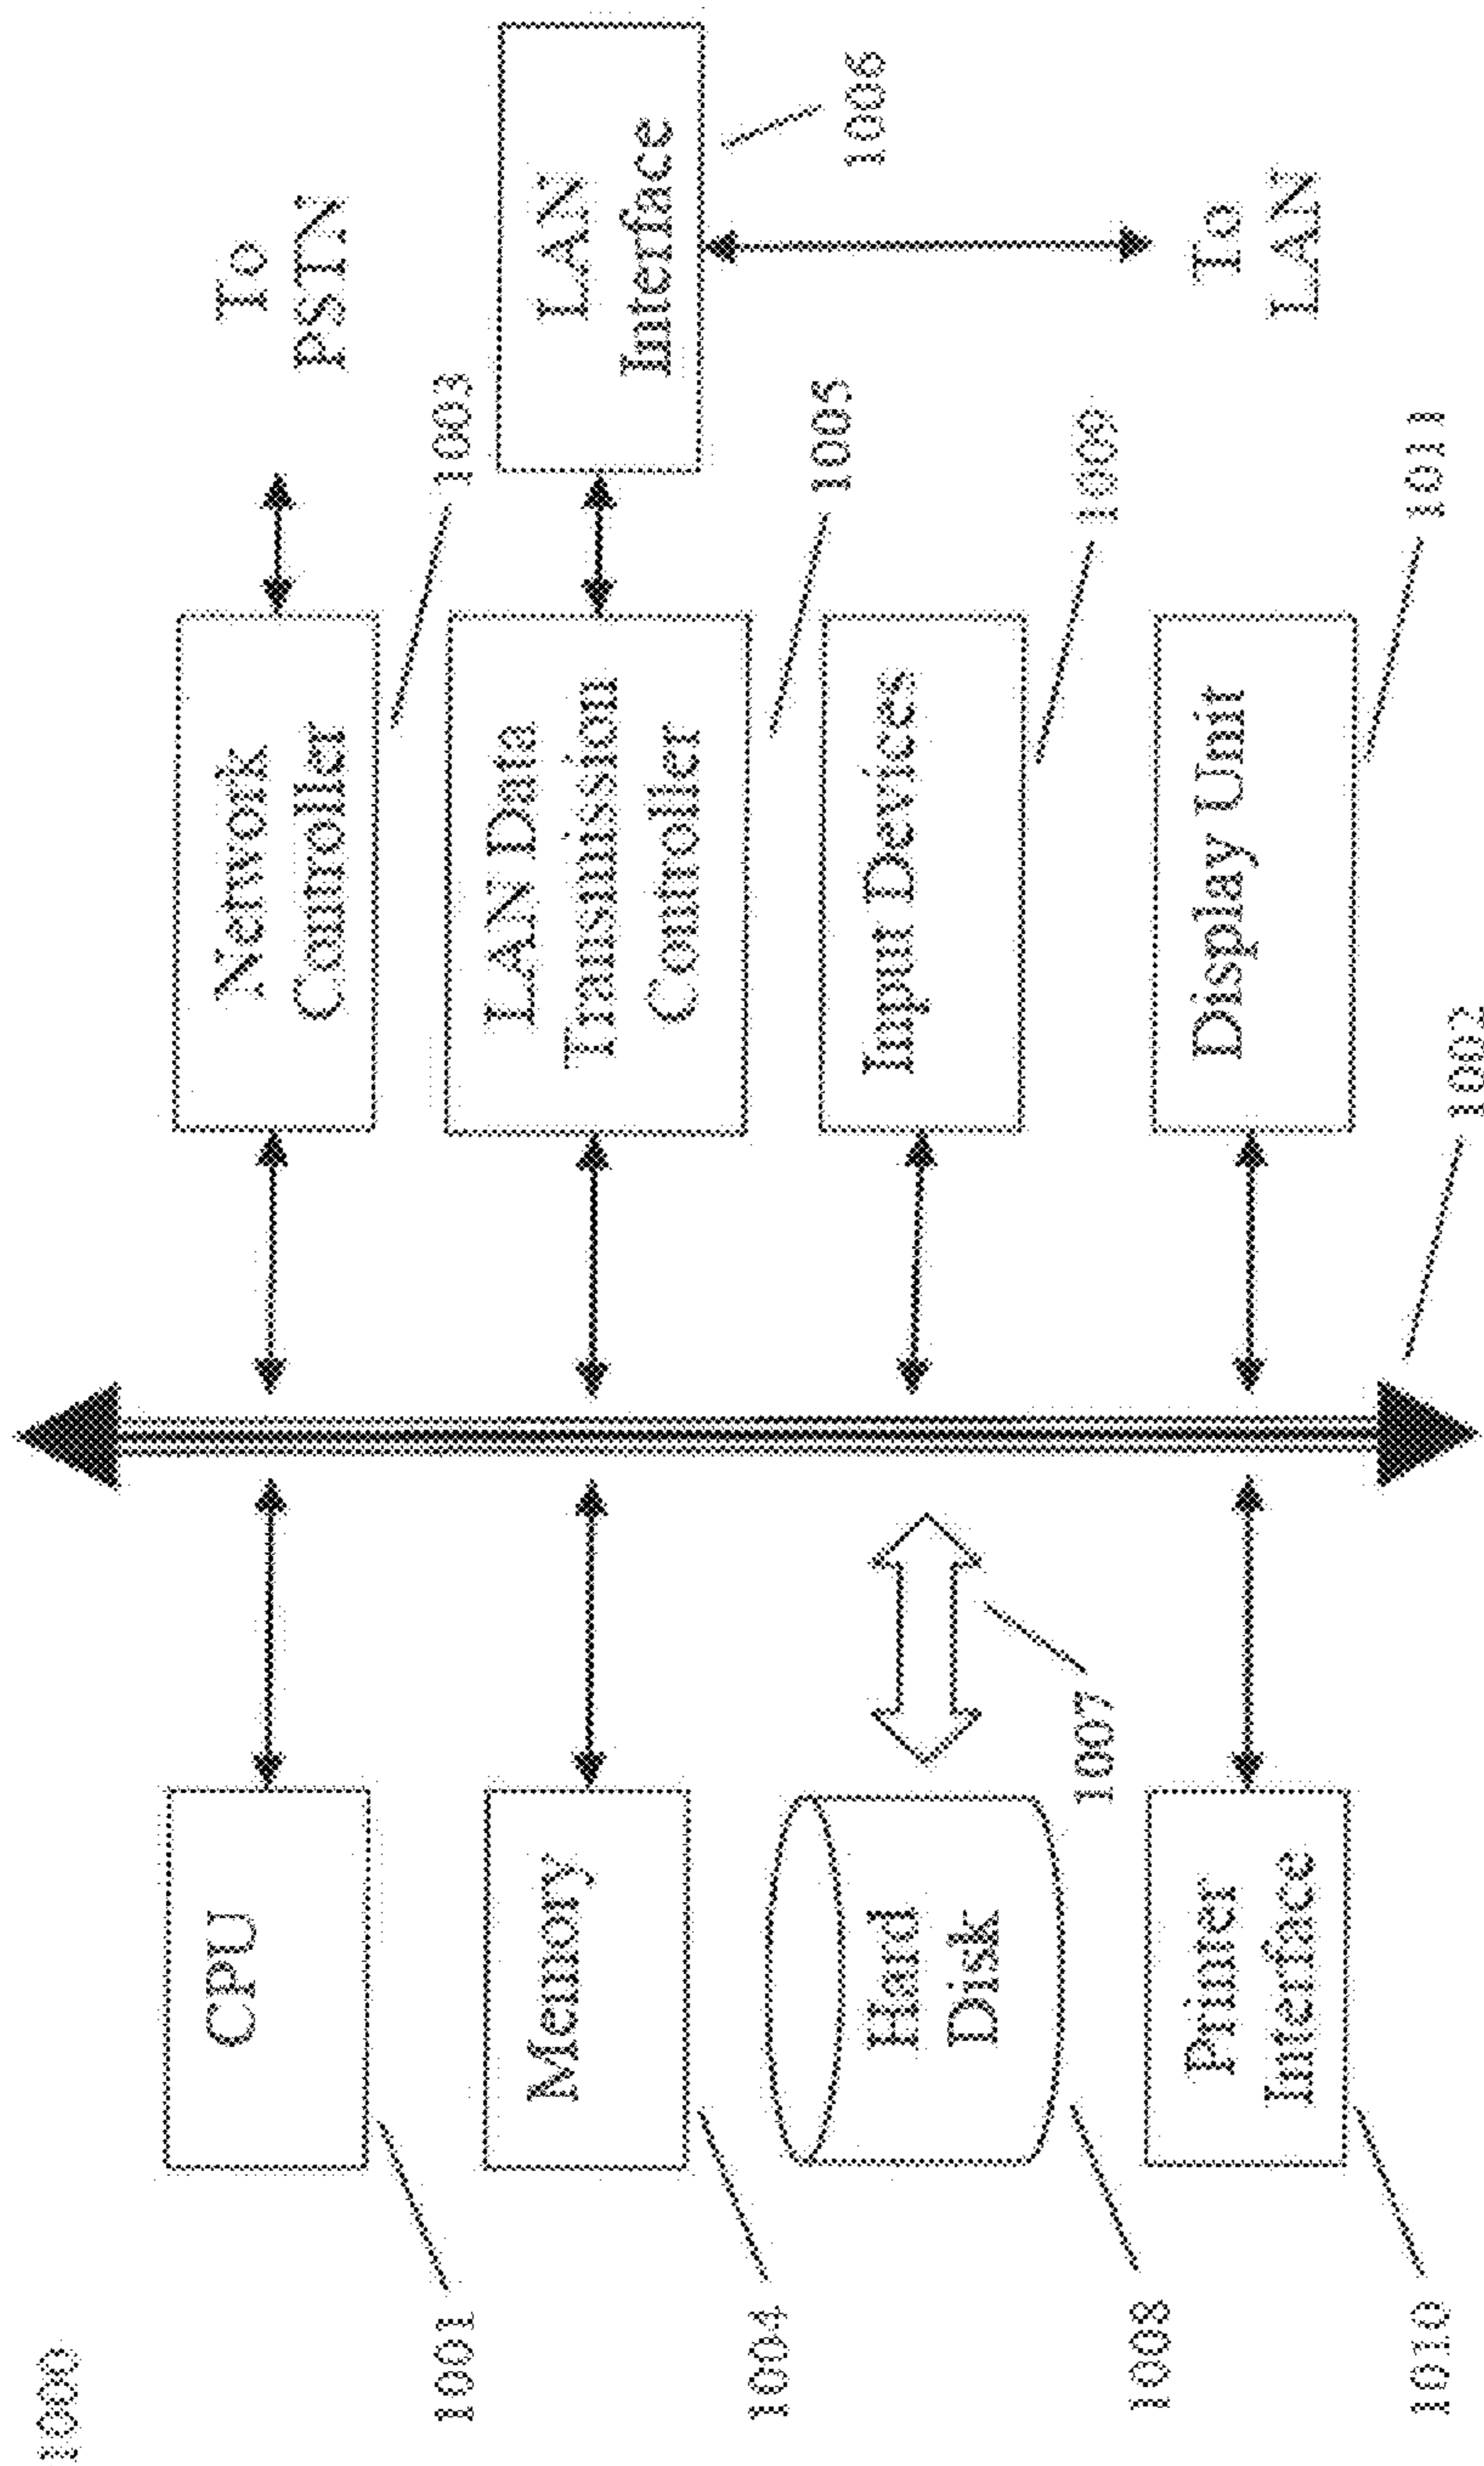 1000
CPU
1001
Memory
1004
Hard
Disk
1007
1008
Printer
Interface
1010
Network
Controller
1003
To
PSTN
LAN Data
Transmission
Controller
1005
LAN
Interface
1006
To
LAN
Input Devices
1009
Display Unit
1011
1002